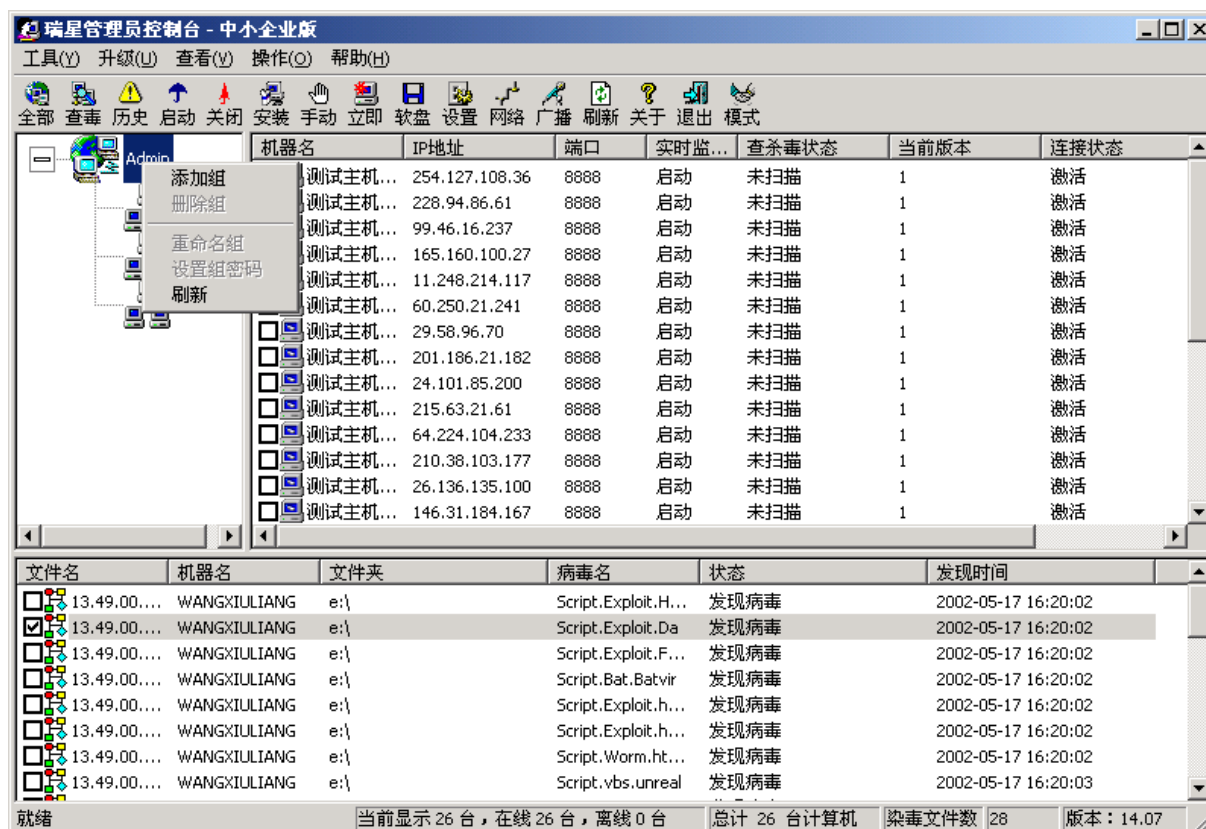 瑞星管理员控制台 - 中小企业版
工具(Y) 升级(U) 查看(V) 操作(O) 帮助(H)
全部 查毒 历史 启动 关闭 安装 手动 立即 软盘 设置 网络 广播 刷新 关于 退出 模式
Admin
添加组
删除组
重命名组
设置组密码
刷新
机器名 IP地址 端口 实时监... 查杀毒状态 当前版本 连接状态
测试主机... 254.127.108.36 8888 启动 未扫描 1 激活
测试主机... 228.94.86.61 8888 启动 未扫描 1 激活
测试主机... 99.46.16.237 8888 启动 未扫描 1 激活
测试主机... 165.160.100.27 8888 启动 未扫描 1 激活
测试主机... 11.248.214.117 8888 启动 未扫描 1 激活
测试主机... 60.250.21.241 8888 启动 未扫描 1 激活
测试主机... 29.58.96.70 8888 启动 未扫描 1 激活
测试主机... 201.186.21.182 8888 启动 未扫描 1 激活
测试主机... 24.101.85.200 8888 启动 未扫描 1 激活
测试主机... 215.63.21.61 8888 启动 未扫描 1 激活
测试主机... 64.224.104.233 8888 启动 未扫描 1 激活
测试主机... 210.38.103.177 8888 启动 未扫描 1 激活
测试主机... 26.136.135.100 8888 启动 未扫描 1 激活
测试主机... 146.31.184.167 8888 启动 未扫描 1 激活
文件名 机器名 文件夹 病毒名 状态 发现时间
13.49.00.... WANGXIULIANG e:\ Script.Exploit.H... 发现病毒 2002-05-17 16:20:02
13.49.00.... WANGXIULIANG e:\ Script.Exploit.Da 发现病毒 2002-05-17 16:20:02
13.49.00.... WANGXIULIANG e:\ Script.Exploit.F... 发现病毒 2002-05-17 16:20:02
13.49.00.... WANGXIULIANG e:\ Script.Bat.Batvir 发现病毒 2002-05-17 16:20:02
13.49.00.... WANGXIULIANG e:\ Script.Exploit.h... 发现病毒 2002-05-17 16:20:02
13.49.00.... WANGXIULIANG e:\ Script.Exploit.h... 发现病毒 2002-05-17 16:20:02
13.49.00.... WANGXIULIANG e:\ Script.Worm.ht... 发现病毒 2002-05-17 16:20:02
13.49.00.... WANGXIULIANG e:\ Script.vbs.unreal 发现病毒 2002-05-17 16:20:03
就绪 当前显示 26 台，在线 26 台，离线 0 台 总计 26 台计算机 染毒文件数 28 版本：14.07